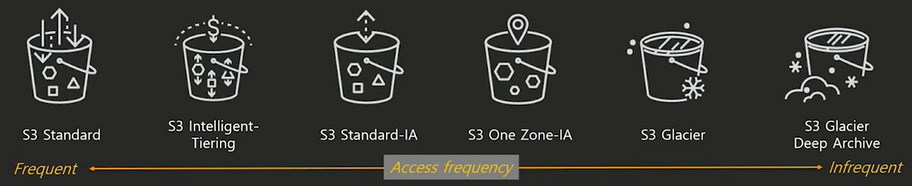 S3 Standard
S3 Intelligent-
Tiering
S3 Standard-IA
S3 One Zone-IA
S3 Glacier
S3 Glacier
Deep Archive
Frequent
Access frequency
Infrequent